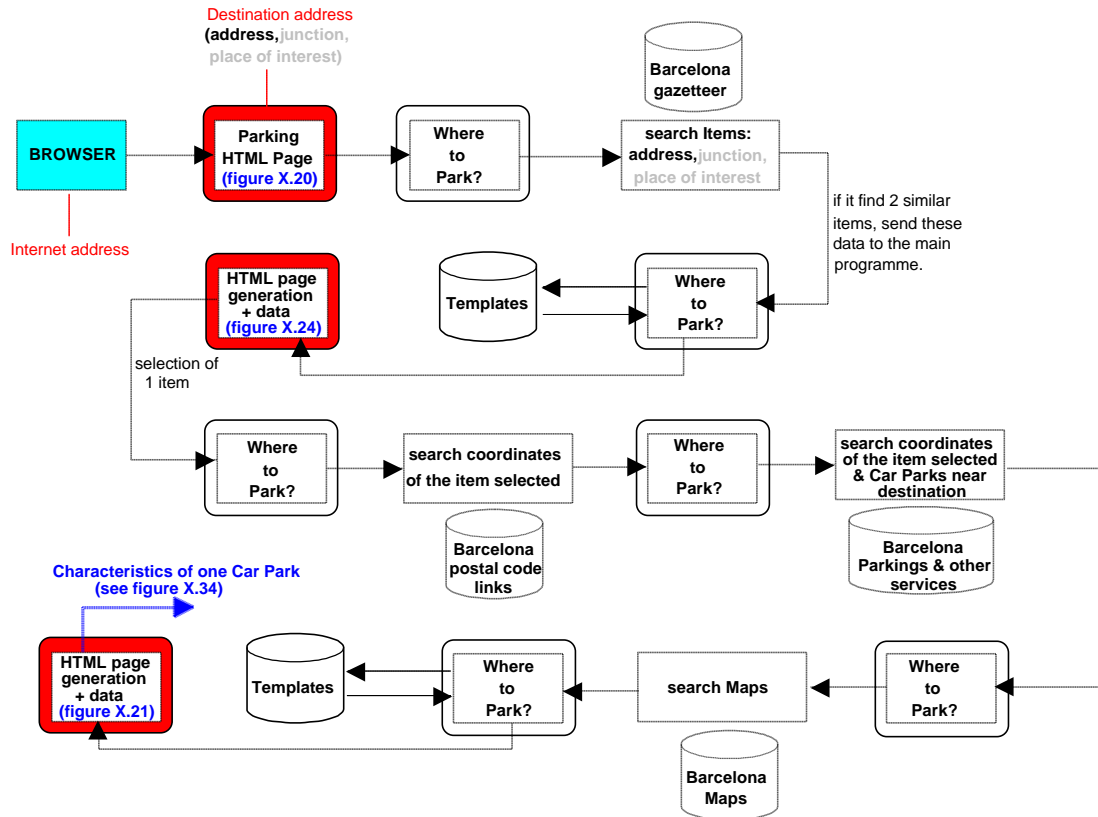 Destination address
(address,junction,
place of interest)
Barcelona
gazetteer
BROWSER
Parking
HTML Page
(figure X.20)
Where
to
Park?
search Items:
address,junction,
place of interest
Internet address
if it find 2 similar
items, send these
data to the main
programme.
HTML page
generation
+ data
(figure X.24)
Templates
Where
to
Park?
selection of
1 item
Where
to
Park?
search coordinates
of the item selected
Where
to
Park?
search coordinates
of the item selected
& Car Parks near
destination
Barcelona
postal code
links
Barcelona
Parkings & other
services
Characteristics of one Car Park
(see figure X.34)
HTML page
generation
+ data
(figure X.21)
Templates
Where
to
Park?
search Maps
Where
to
Park?
Barcelona
Maps